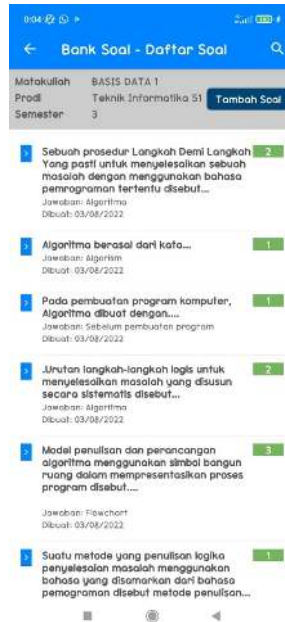 0:04
Bank Soal - Daftar Soal
Matakuliah BASIS DATA 1
Prodi Teknik Informatika S1 Tambah Soal
Semester 3
Sebuah prosedur Langkah Demi Langkah 2
Yang pasti untuk menyelesaikan sebuah
masalah dengan menggunakan bahasa
pemrograman tertentu disebut...
Jawaban: Algoritma
Dibuat: 03/08/2022
Algoritma berasal dari kata... 1
Jawaban: Algorism
Dibuat: 03/08/2022
Pada pembuatan program komputer, 1
Algoritma dibuat dengan....
Jawaban: Sebelum pembuatan program
Dibuat: 03/08/2022
.Urutan langkah-langkah logis untuk 2
menyelesaikan masalah yang disusun
secara sistematis disebut...
Jawaban: Algoritma
Dibuat: 03/08/2022
Model penulisan dan perancangan 3
algoritma menggunakan simbol bangun
ruang dalam mempresentasikan proses
program disebut....
Jawaban: Flowchart
Dibuat: 03/08/2022
Suatu metode yang penulisan logika 1
penyelesaian masalah menggunakan
bahasa yang disamarkan dari bahasa
pemograman disebut metode penulisan...